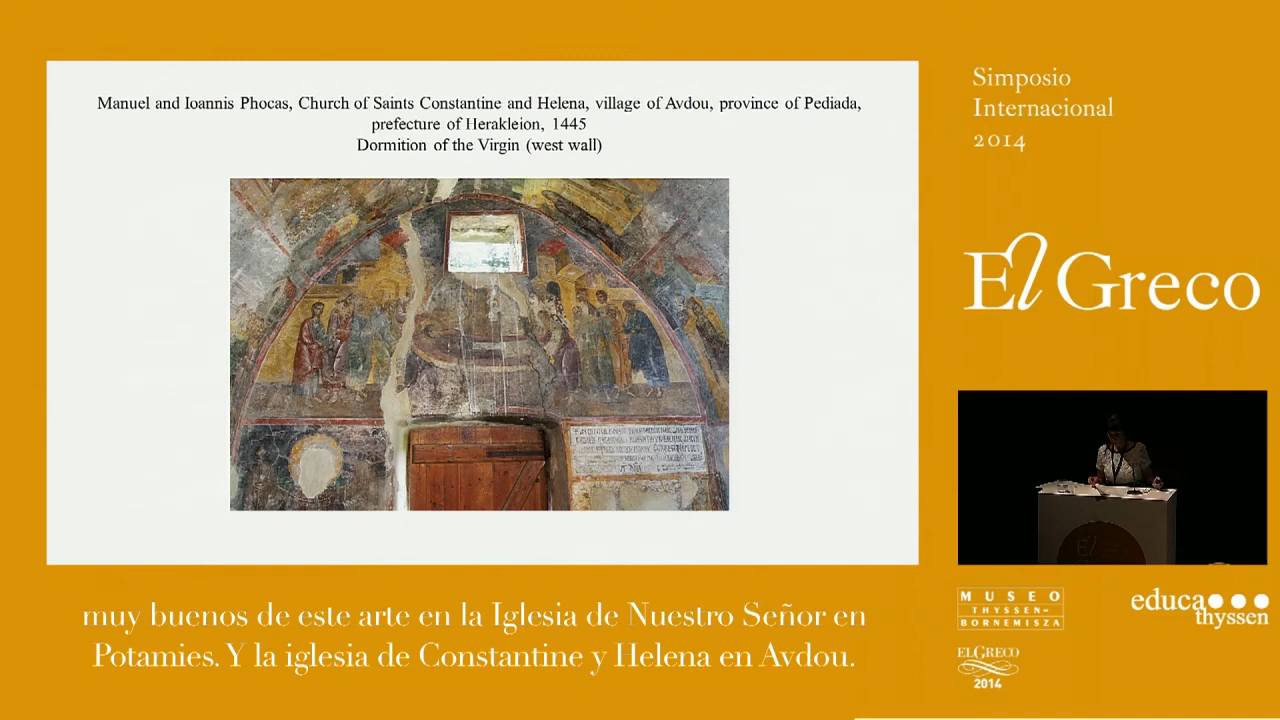 Manuel and Ioannis Phocas, Church of Saints Constantine and Helena, village of Avdou, province of Pediada,
prefecture of Herakleion, 1445
Dormition of the Virgin (west wall)
muy buenos de este arte en la Iglesia de Nuestro Señor en
Potamies. Y la iglesia de Constantine y Helena en Avdou.
Simposio
Internacional
2014
El Greco
El
MUSEO
THYSSEN-
BORNEMISZA
educa
thyssen
EL GRECO
2014